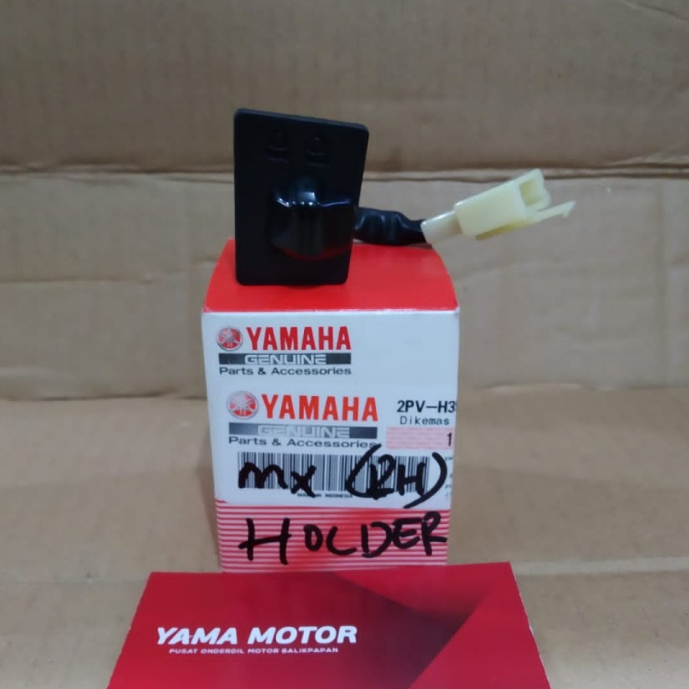 YAMAHA
GENUINE
Parts & Accessories
YAMAHA
GENUINE
Parts & Accessories
2PV-H3
Dikemas
1
MX (RH)
HOLDER
YAMA MOTOR
PUSAT ONDERDIL MOTOR BALIKPAPAN